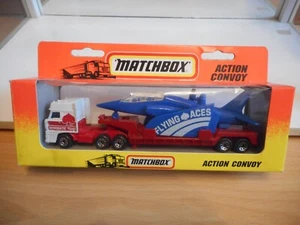 MATCHBOX
ACTION
CONVOY
FLYING ACES
MATCHBOX
ACTION CONVOY